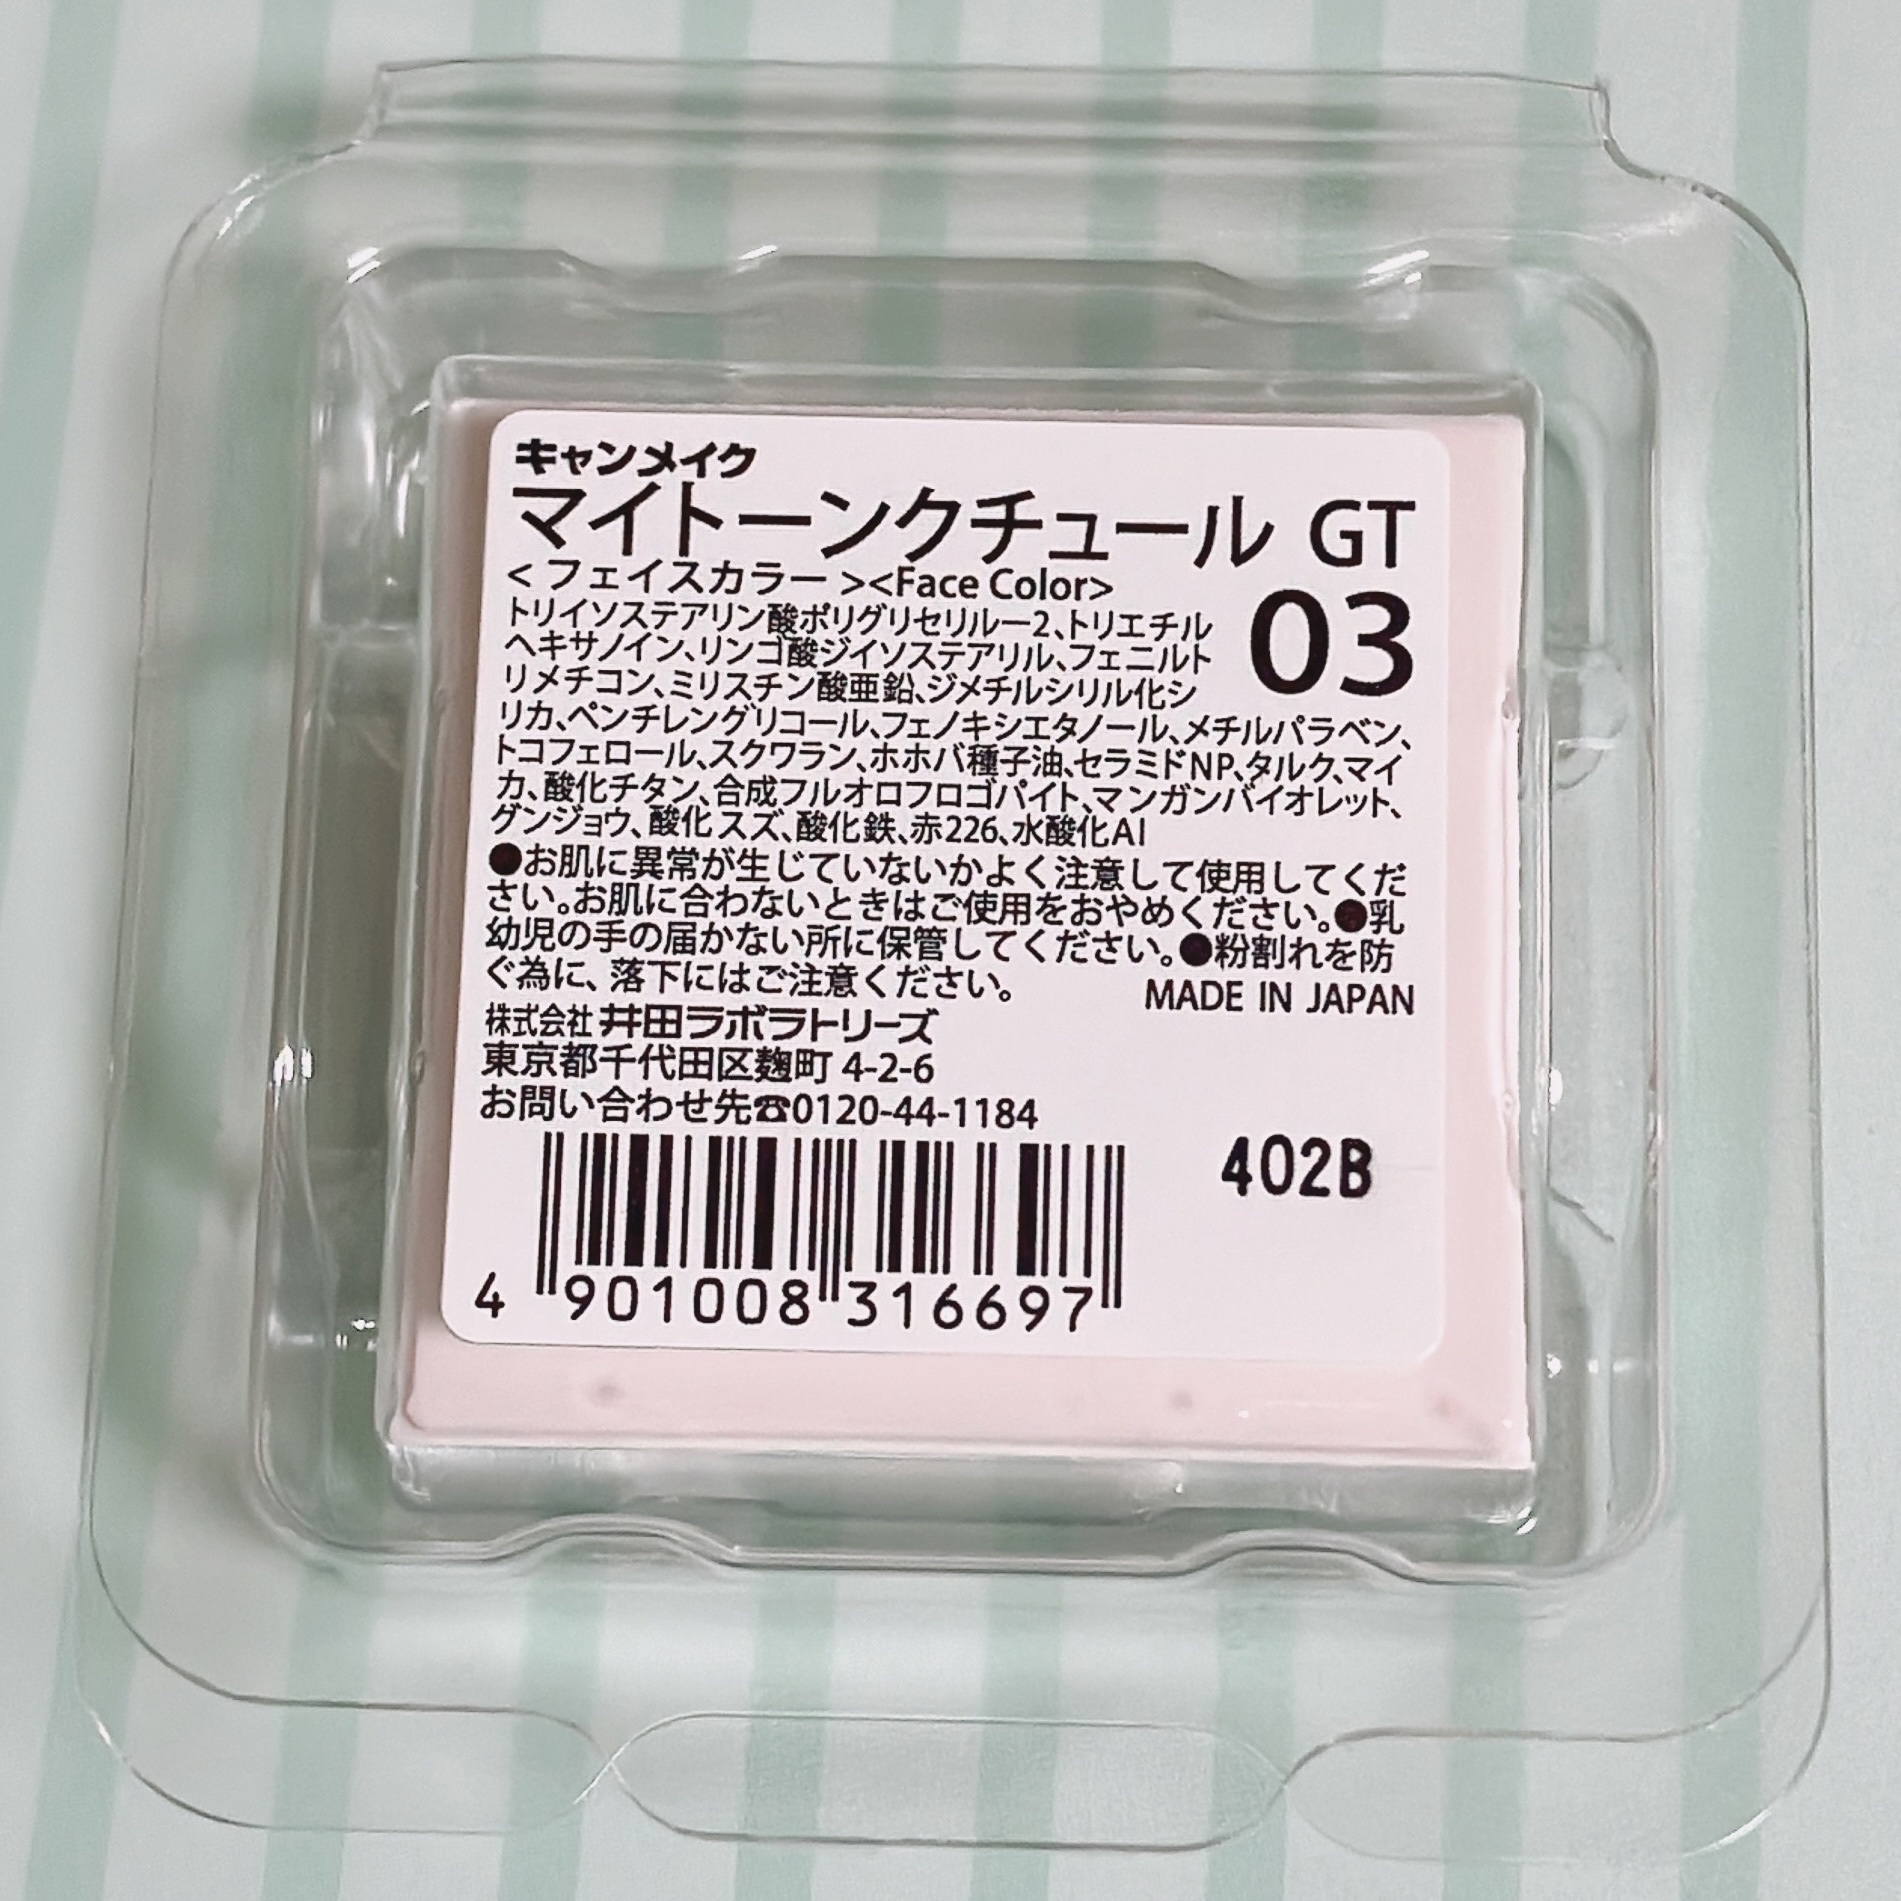 キャンメイク
マイトーンクチュール GT
<フェイスカラー><Face Color>
03
トリイソステアリン酸ポリグリセリルー2、トリエチル
ヘキサノイン、リンゴ酸ジイソステアリル、フェニルト
リメチコン、ミリスチン酸亜鉛、ジメチルシリル化シ
リカ、ペンチレングリコール、フェノキシエタノール、メチルパラベン、
トコフェロール、スクワラン、ホホバ種子油、セラミドNP、タルク、マイ
カ、酸化チタン、合成フルオロフロゴパイト、マンガンバイオレット、
グンジョウ、酸化スズ、酸化鉄、赤226、水酸化Al
●お肌に異常が生じていないかよく注意して使用してくだ
さい。お肌に合わないときはご使用をおやめください。●乳
幼児の手の届かない所に保管してください。●粉割れを防
ぐ為に、落下にはご注意ください。
MADE IN JAPAN
株式会社 井田ラボラトリーズ
東京都千代田区麹町 4-2-6
お問い合わせ先☎0120-44-1184
402B
4 901008 316697